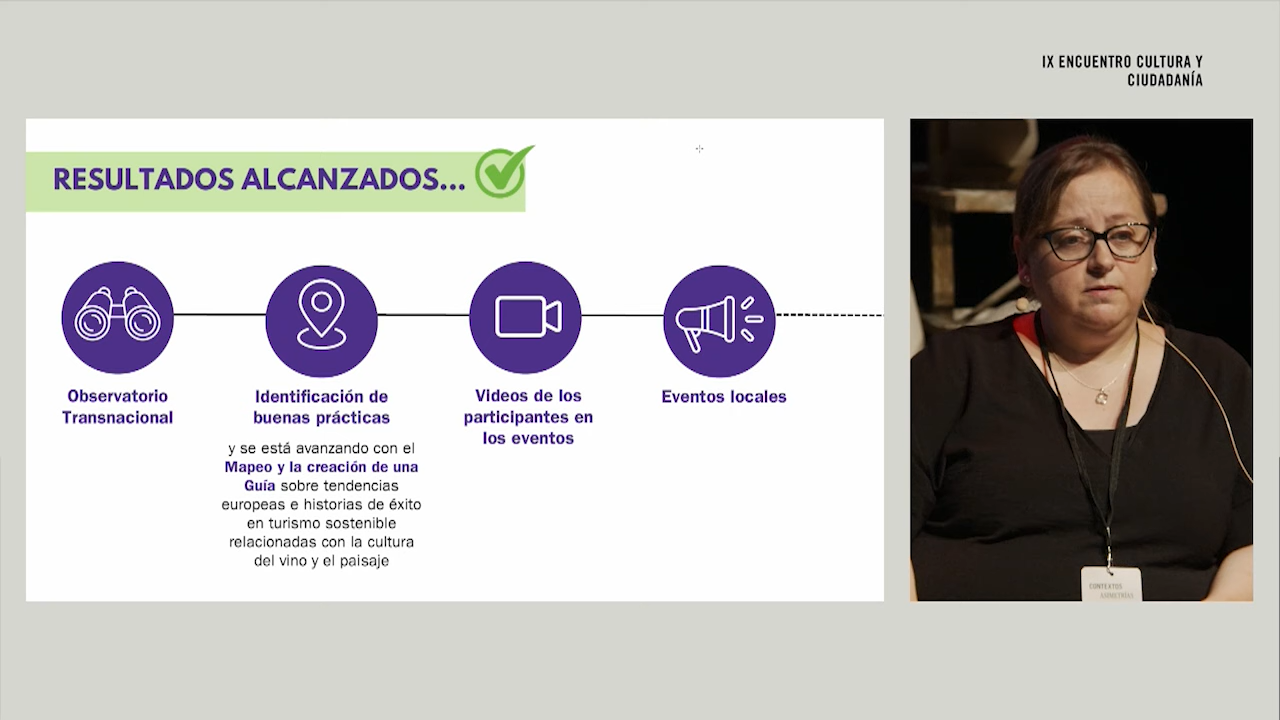 IX ENCUENTRO CULTURA Y
CIUDADANÍA
RESULTADOS ALCANZADOS...
Observatorio
Transnacional
Identificación de
buenas prácticas
y se está avanzando con el
Mapeo y la creación de una
Guía sobre tendencias
europeas e historias de éxito
en turismo sostenible
relacionadas con la cultura
del vino y el paisaje
Videos de los
participantes en
los eventos
Eventos locales
CONTEXTOS